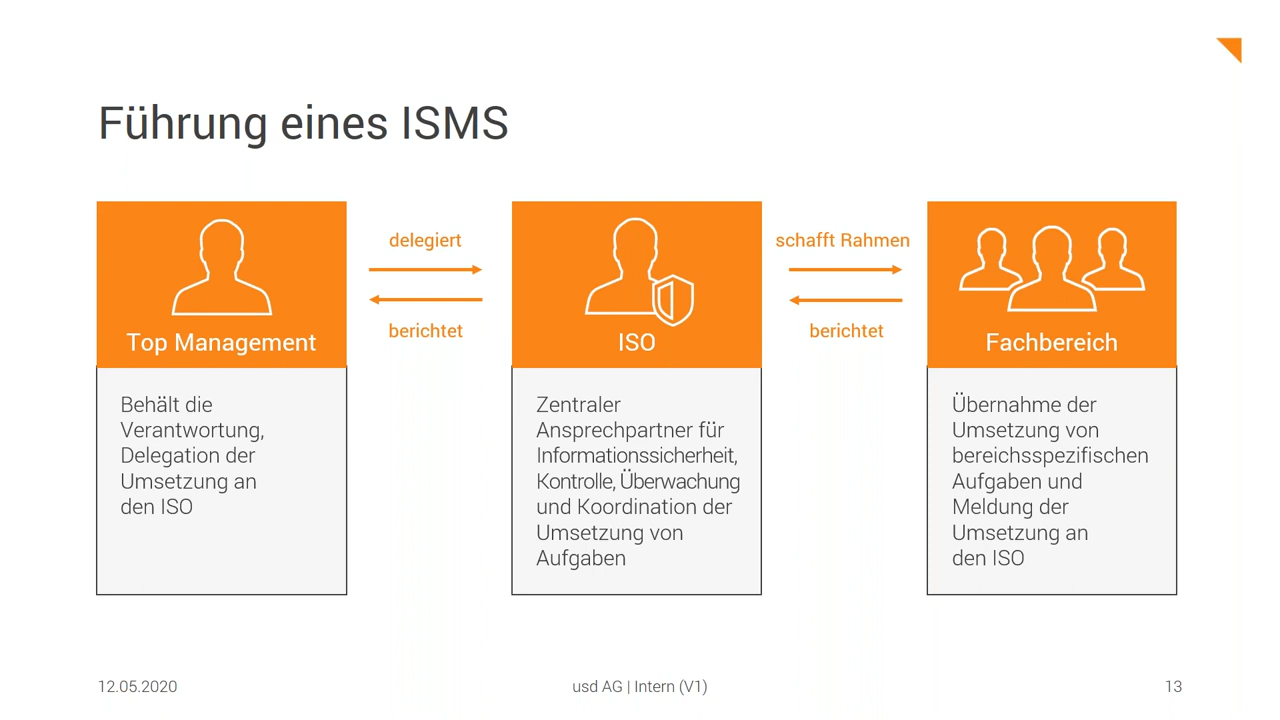 Führung eines ISMS
delegiert
berichtet
schafft Rahmen
berichtet
Top Management
ISO
Fachbereich
Behält die
Verantwortung,
Delegation der
Umsetzung an
den ISO
Zentraler
Ansprechpartner für
Informationssicherheit,
Kontrolle, Überwachung
und Koordination der
Umsetzung von
Aufgaben
Übernahme der
Umsetzung von
bereichsspezifischen
Aufgaben und
Meldung der
Umsetzung an
den ISO
12.05.2020
usd AG | Intern (V1)
13